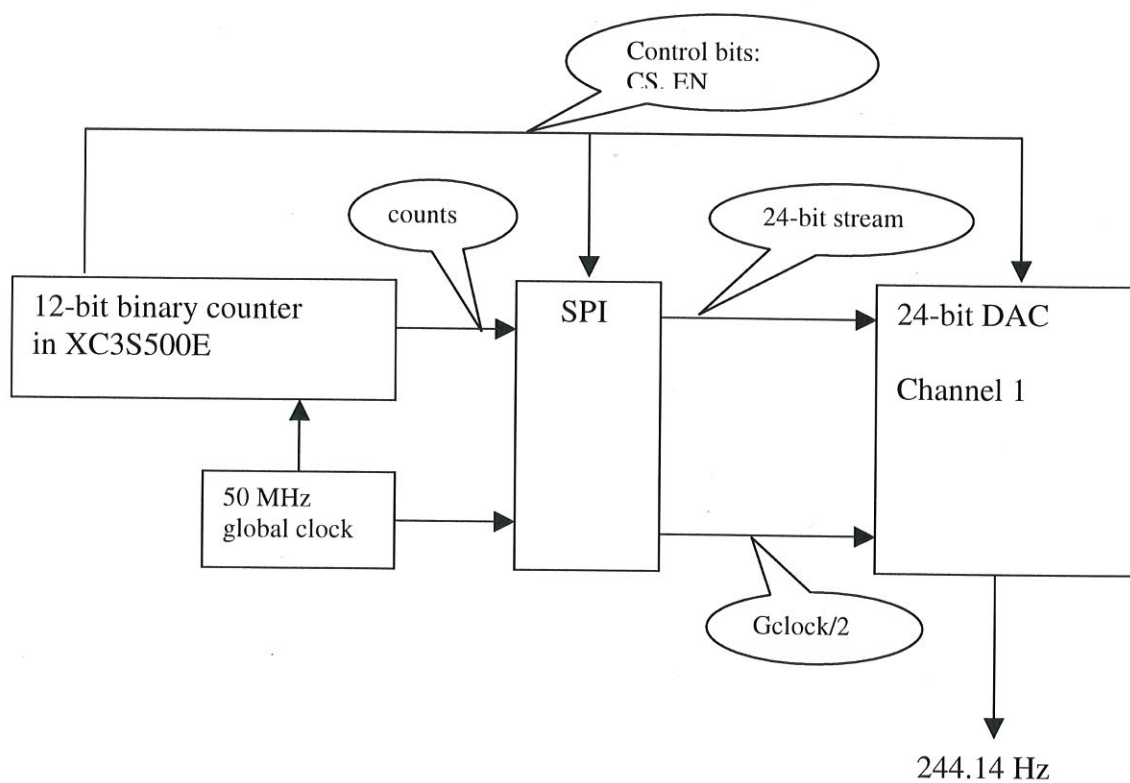 Control bits:
CS, EN
counts
24-bit stream
12-bit binary counter
in XC3S500E
SPI
24-bit DAC
Channel 1
50 MHz
global clock
Gclock/2
244.14 Hz